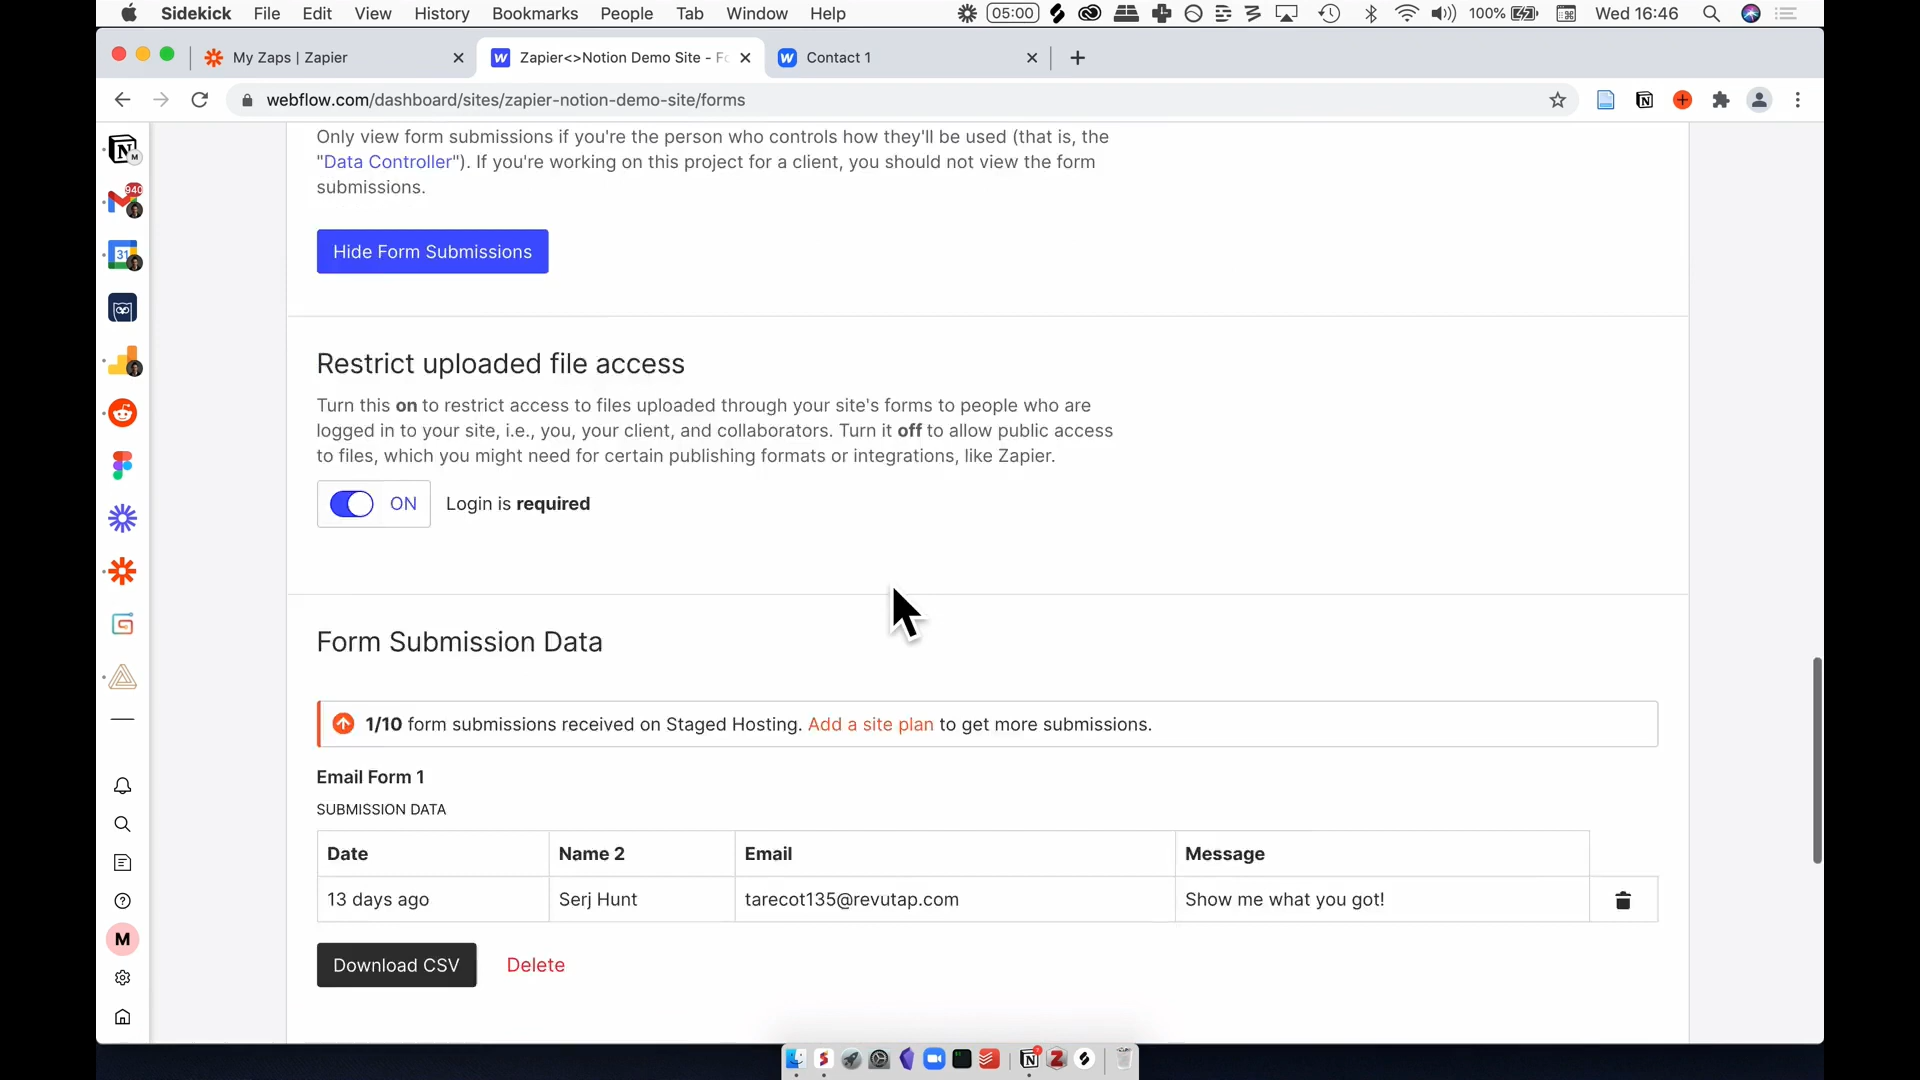 Sidekick File Edit View History Bookmarks People Tab Window Help 05:00 100% Wed 16:46
My Zaps | Zapier
Zapier<>Notion Demo Site - Fo
Contact 1
webflow.com/dashboard/sites/zapier-notion-demo-site/forms
M
940
31
M
Only view form submissions if you're the person who controls how they'll be used (that is, the
"Data Controller"). If you're working on this project for a client, you should not view the form
submissions.
Hide Form Submissions
Restrict uploaded file access
Turn this on to restrict access to files uploaded through your site's forms to people who are
logged in to your site, i.e., you, your client, and collaborators. Turn it off to allow public access
to files, which you might need for certain publishing formats or integrations, like Zapier.
ON Login is required
Form Submission Data
1/10 form submissions received on Staged Hosting. Add a site plan to get more submissions.
Email Form 1
SUBMISSION DATA
Date Name 2 Email Message
13 days ago Serj Hunt tarecot135@revutap.com Show me what you got!
Download CSV Delete